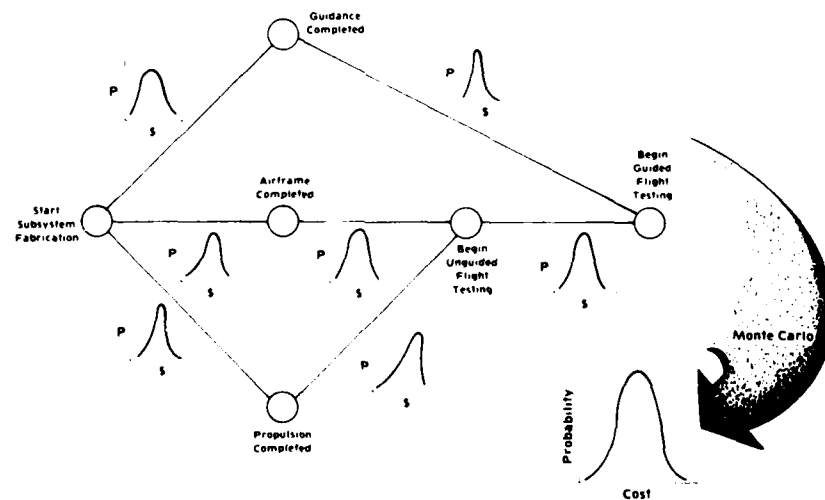 Guidance
Completed
P
$
P
$
Begin
Guided
Flight
Testing
Airframe
Completed
Start
Subsystem
Fabrication
P
$
P
$
Begin
Unguided
Flight
Testing
P
$
P
$
P
$
Monte Carlo
Propulsion
Completed
Probability
Cost